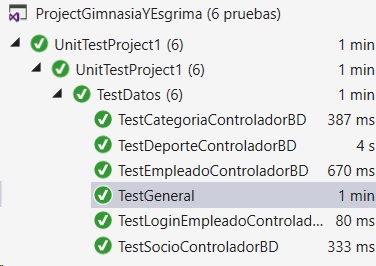 ProjectGimnasiaYEsgrima (6 pruebas)
UnitTestProject1 (6) 1 min
UnitTestProject1 (6) 1 min
TestDatos (6) 1 min
TestCategoriaControladorBD 387 ms
TestDeporteControladorBD 4 s
TestEmpleadoControladorBD 670 ms
TestGeneral 1 min
TestLoginEmpleadoControlad... 80 ms
TestSocioControladorBD 333 ms